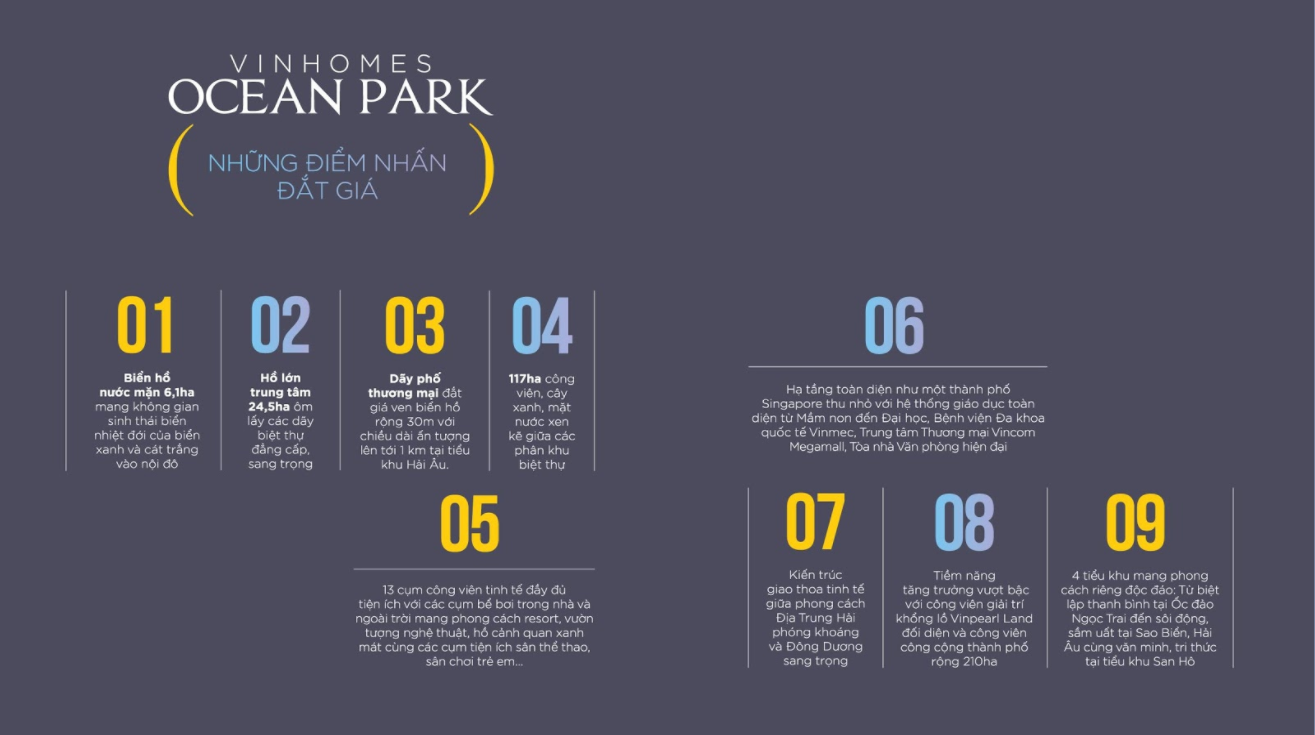 VINHOMES
OCEAN PARK
NHỮNG ĐIỂM NHẤN
ĐẮT GIÁ
01
Biển hồ
nước mặn 6,1ha
mang không gian
sinh thái biển
nhiệt đới của biển
xanh và cát trắng
vào nội đô
02
Hồ lớn
trung tâm
24,5ha ôm
lấy các dãy
biệt thự
đẳng cấp,
sang trọng
03
Dãy phố
thương mại đắt
giá ven biển hồ
rộng 30m với
chiều dài ấn tượng
lên tới 1 km tại tiểu
khu Hải Âu.
04
117ha công
viên, cây
xanh, mặt
nước xen
kẽ giữa các
phân khu
biệt thự
05
13 cụm công viên tinh tế đầy đủ
tiện ích với các cụm bể bơi trong nhà và
ngoài trời mang phong cách resort, vườn
tượng nghệ thuật, hồ cảnh quan xanh
mát cùng các cụm tiện ích sân thể thao,
sân chơi trẻ em...
06
Hạ tầng toàn diện như một thành phố
Singapore thu nhỏ với hệ thống giáo dục toàn
diện từ Mầm non đến Đại học, Bệnh viện Đa khoa
quốc tế Vinmec, Trung tâm Thương mại Vincom
Megamall, Tòa nhà Văn phòng hiện đại
07
Kiến trúc
giao thoa tinh tế
giữa phong cách
Địa Trung Hải
phóng khoáng
và Đông Dương
sang trọng
08
Tiềm năng
tăng trưởng vượt bậc
với công viên giải trí
khổng lồ Vinpearl Land
đối diện và công viên
công cộng thành phố
rộng 210ha
09
4 tiểu khu mang phong
cách riêng độc đáo: Từ biệt
lập thanh bình tại Ốc đảo
Ngọc Trai đến sôi động,
sầm uất tại Sao Biển, Hải
Âu cùng văn minh, tri thức
tại tiểu khu San Hô